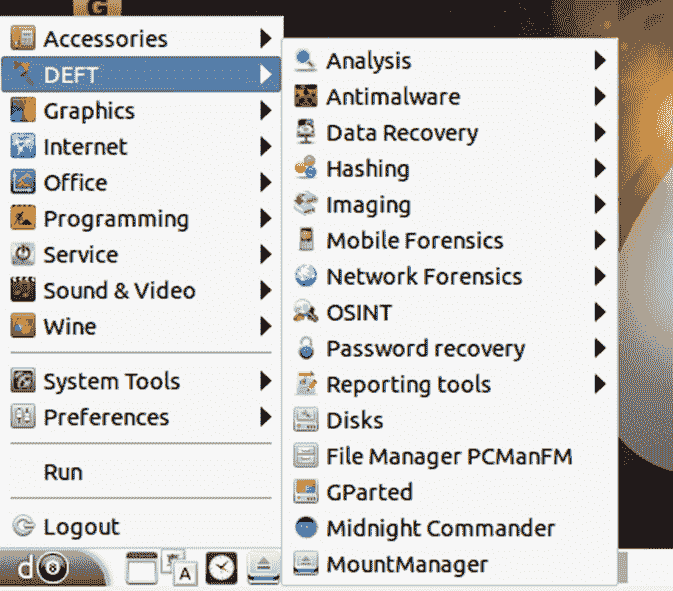 G
Accessories
DEFT
Graphics
Internet
Office
Programming
Service
Sound & Video
Wine
System Tools
Preferences
Run
Logout
Analysis
Antimalware
Data Recovery
Hashing
Imaging
Mobile Forensics
Network Forensics
OSINT
Password recovery
Reporting tools
Disks
File Manager PCManFM
GParted
Midnight Commander
MountManager
d8
A